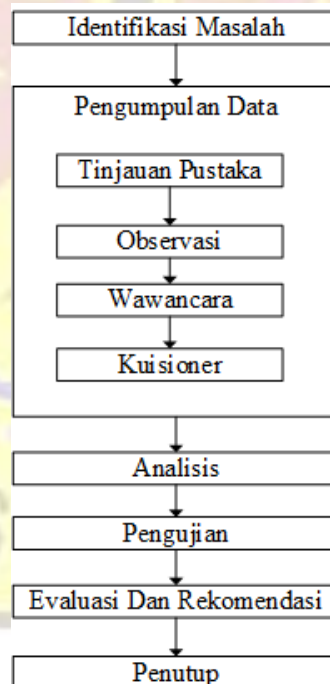 Identifikasi Masalah
Pengumpulan Data
Tinjauan Pustaka
Observasi
Wawancara
Kuisioner
Analisis
Pengujian
Evaluasi Dan Rekomendasi
Penutup